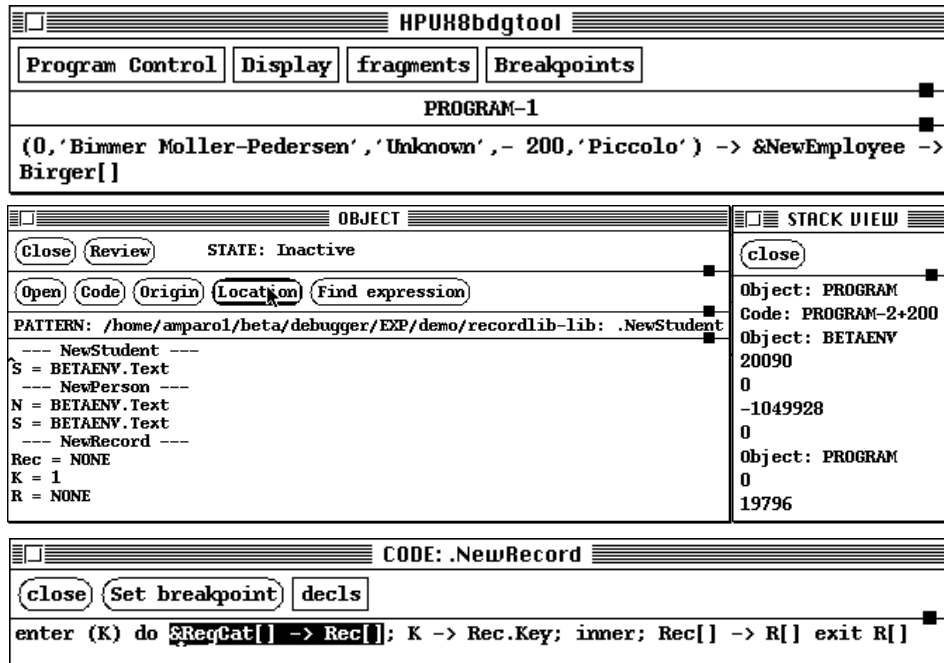 HPUX8bdgtool
Program Control Display fragments Breakpoints
PROGRAM-1
(0,'Bimmer Moller-Pedersen','Unknown',- 200,'Piccolo') -> &NewEmployee ->
Birger[]
OBJECT
Close Review STATE: Inactive
Open Code Origin Location Find expression
PATTERN: /home/amparo1/beta/debugger/EXP/demo/recordlib-lib: .NewStudent
--- NewStudent ---
S = BETAENV.Text
--- NewPerson ---
N = BETAENV.Text
S = BETAENV.Text
--- NewRecord ---
Rec = NONE
K = 1
R = NONE
STACK VIEW
close
Object: PROGRAM
Code: PROGRAM-2+200
Object: BETAENV
20090
0
-1049928
0
Object: PROGRAM
0
19796
CODE: .NewRecord
close Set breakpoint decls
enter (K) do &RegCat[] -> Rec[]; K -> Rec.Key; inner; Rec[] -> R[] exit R[]